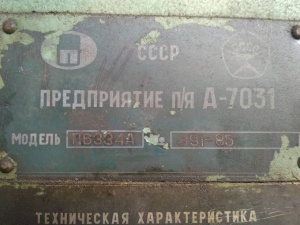 П
СССР
ПРЕДПРИЯТИЕ П/Я А-7031
МОДЕЛЬ
ТЕХНИЧЕСКАЯ ХАРАКТЕРИСТИКА